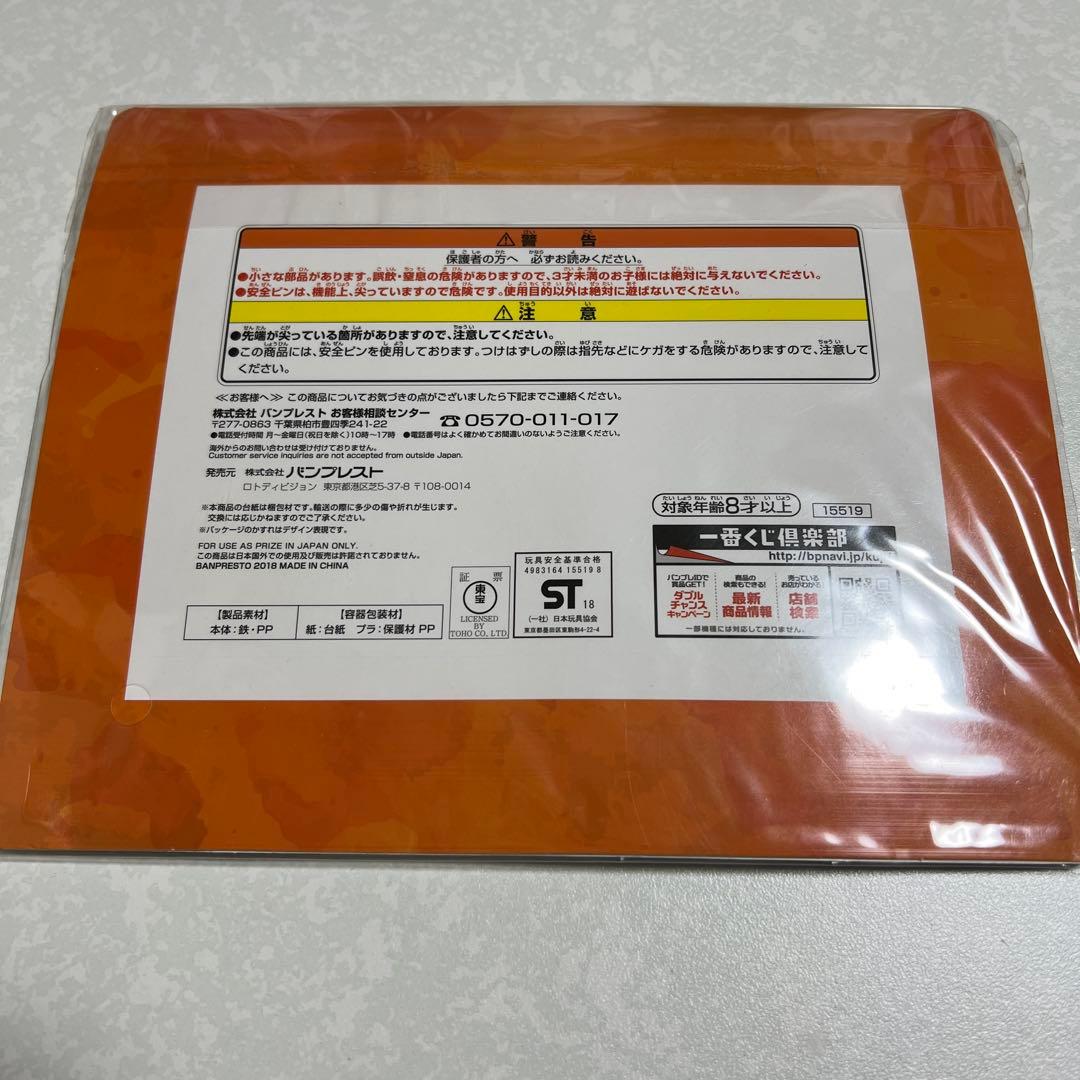 ⚠警告
保護者の方へ 必ずお読みください。
●小さな部品があります。誤飲・窒息の危険がありますので、3才未満のお子様には絶対に与えないでください。
●安全ピンは、機能上、尖っていますので危険です。使用目的以外は絶対に遊ばないでください。
⚠注意
●先端が尖っている箇所がありますので、注意してください。
●この商品には、安全ピンを使用しております。つけはずしの際は指先などにケガをする危険がありますので、注意して
ください。
≪お客様へ≫ この商品についてお気づきの点がございましたら下記までご連絡ください。
株式会社 バンプレスト お客様相談センター
〒277-0863 千葉県柏市豊四季241-22
☎0570-011-017
●電話受付時間 月〜金曜日(祝日を除く)10時〜17時 ●電話番号はよく確かめてお間違いのないようご注意ください。
海外からのお問い合わせは受け付けておりません。
Customer service inquiries are not accepted from outside Japan.
発売元 株式会社 バンプレスト
ロトディビジョン 東京都港区芝5-37-8 〒108-0014
※本商品の台紙は梱包材です。輸送の際に多少の傷や折れが生じます。
交換には応じかねますのでご了承ください。
※パッケージのかすれはデザイン表現です。
FOR USE AS PRIZE IN JAPAN ONLY.
この商品は日本国外での使用及び販売は許諾されておりません。
BANPRESTO 2018 MADE IN CHINA
【製品素材】
本体:鉄・PP
【容器包装材】
紙:台紙 プラ:保護材 PP
証票
東宝
LICENSED
BY
TOHO CO., LTD.
玩具安全基準合格
4983164 15519 8
ST 18
(一社) 日本玩具協会
東京都墨田区東駒形4-22-4
対象年齢8才以上
15519
一番くじ倶楽部
http://bpnavi.jp/kuji
バンプレIDで
賞品GET!
ダブル
チャンス
キャンペーン
商品の
検索もできる!
最新
商品情報
売っている
お店がわかる!
店舗
検索
一部機種には対応しておりません。